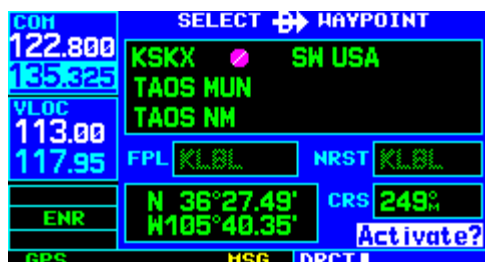 COM
122.800
135.325
VLOC
113.00
117.95
ENR
GPS
SELECT D WAYPOINT
KSKX SW USA
TAOS MUN
TAOS NM
FPL KLBL NRST KLBL
N 36°27.49'
W105°40.35'
CRS 249°M
Activate?
MSG